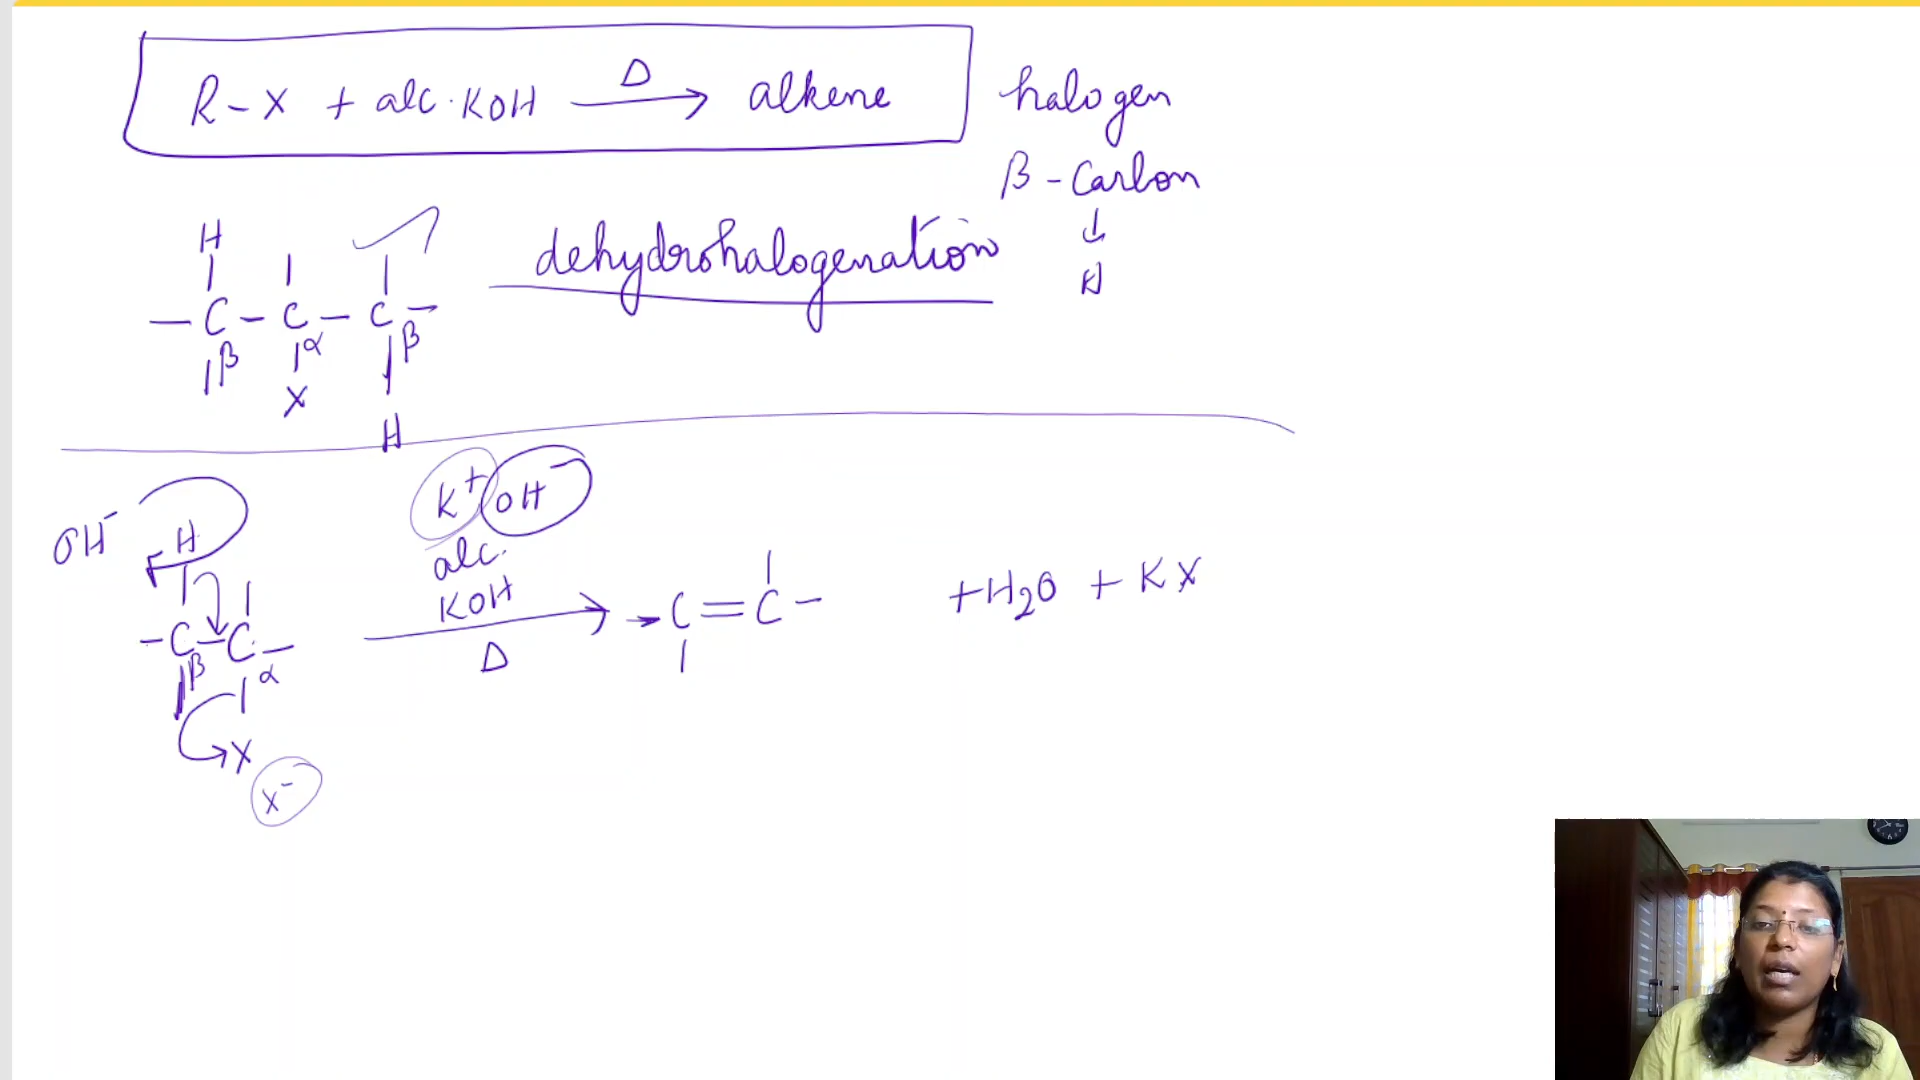 R-X + alc.KOH ⟶ Δ alkene
halogen
β-Carbon
↓
H
dehydrohalogenation
H
-C-C-C-
β α β
X
H
K⁺ OH⁻
OH⁻
H
alc.
KOH
Δ
-C-C-
β α
X
X⁻
-C=C- + H₂O + KX